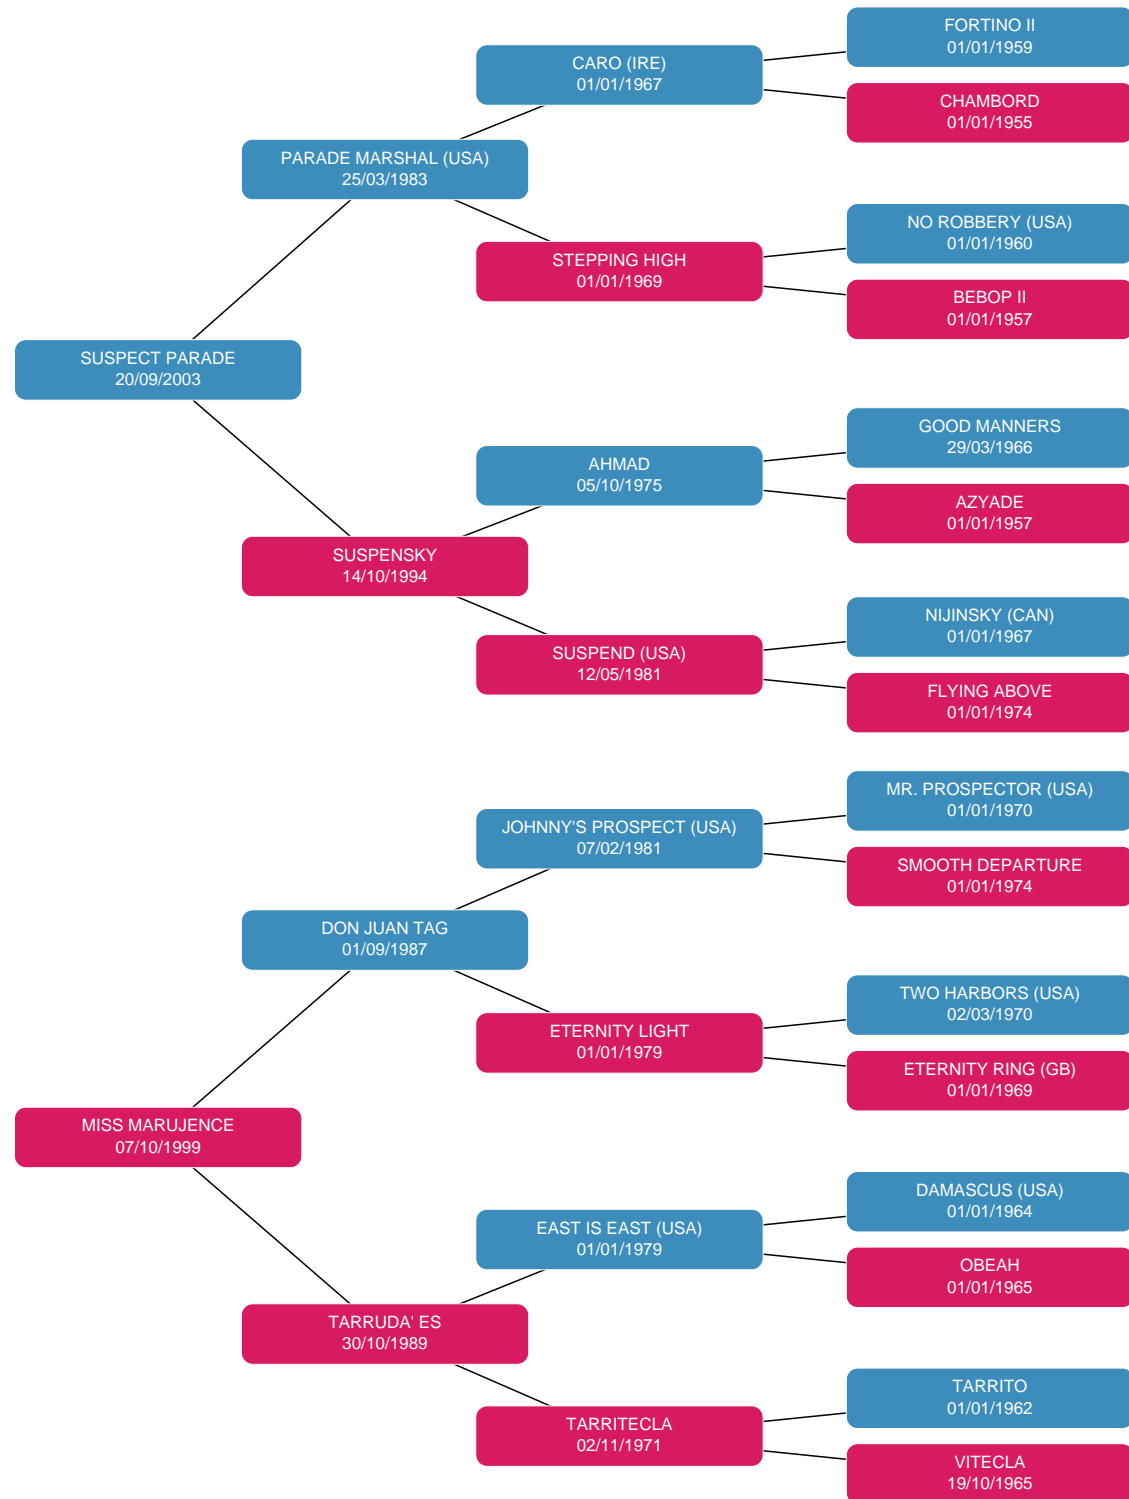 FORTINO II
01/01/1959
CARO (IRE)
01/01/1967
CHAMBORD
01/01/1955
PARADE MARSHAL (USA)
25/03/1983
NO ROBBERY (USA)
01/01/1960
STEPPING HIGH
01/01/1969
BEBOP II
01/01/1957
SUSPECT PARADE
20/09/2003
GOOD MANNERS
29/03/1966
AHMAD
05/10/1975
AZYADE
01/01/1957
SUSPENSKY
14/10/1994
NIJINSKY (CAN)
01/01/1967
SUSPEND (USA)
12/05/1981
FLYING ABOVE
01/01/1974
MR. PROSPECTOR (USA)
01/01/1970
JOHNNY'S PROSPECT (USA)
07/02/1981
SMOOTH DEPARTURE
01/01/1974
DON JUAN TAG
01/09/1987
TWO HARBORS (USA)
02/03/1970
ETERNITY LIGHT
01/01/1979
ETERNITY RING (GB)
01/01/1969
MISS MARUJENCE
07/10/1999
DAMASCUS (USA)
01/01/1964
EAST IS EAST (USA)
01/01/1979
OBEAH
01/01/1965
TARRUDA' ES
30/10/1989
TARRITO
01/01/1962
TARRITECLA
02/11/1971
VITECLA
19/10/1965